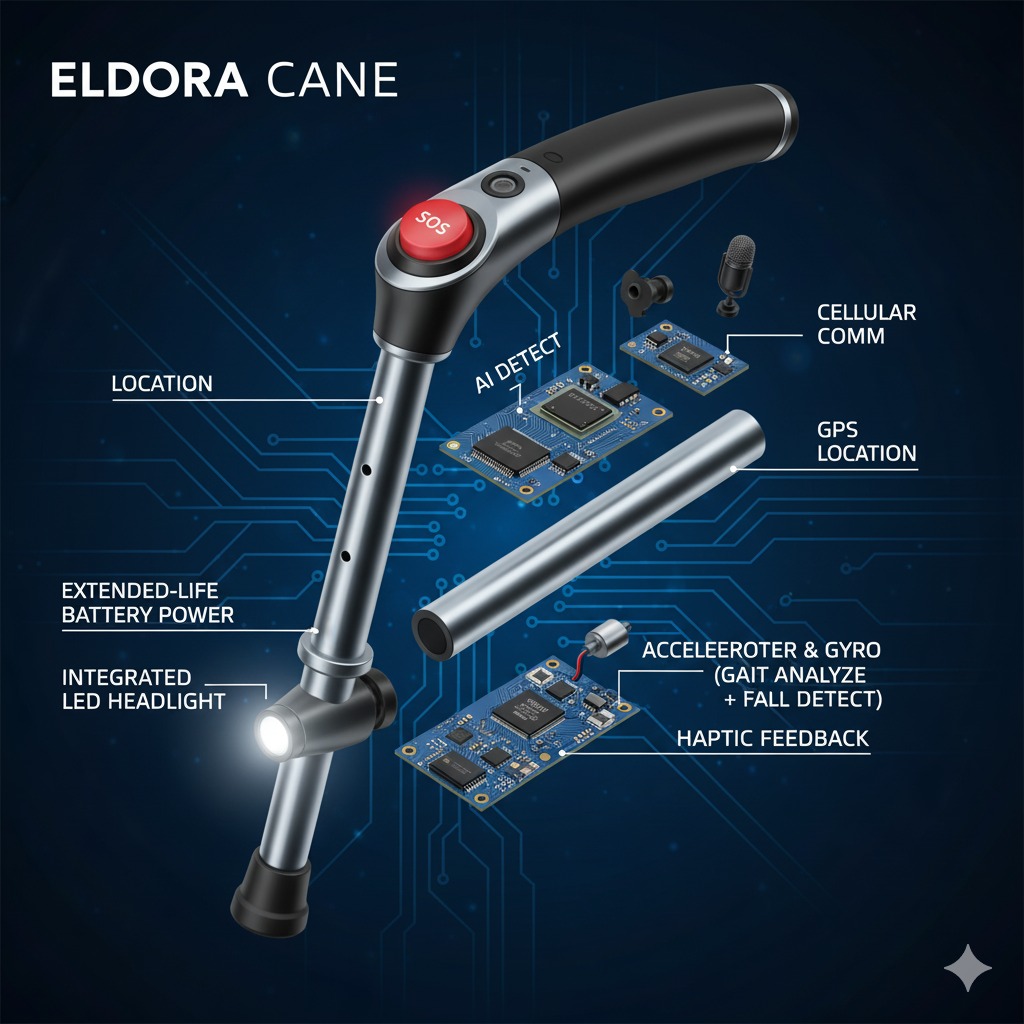 ELDORA CANE
SOS
AI DETECT
CELLULAR
COMM
LOCATION
GPS
LOCATION
EXTENDED-LIFE
BATTERY POWER
INTEGRATED
LED HEADLIGHT
ACCELEEROTER & GYRO
(GAIT ANALYZE
+ FALL DETECT)
HAPTIC FEEDBACK